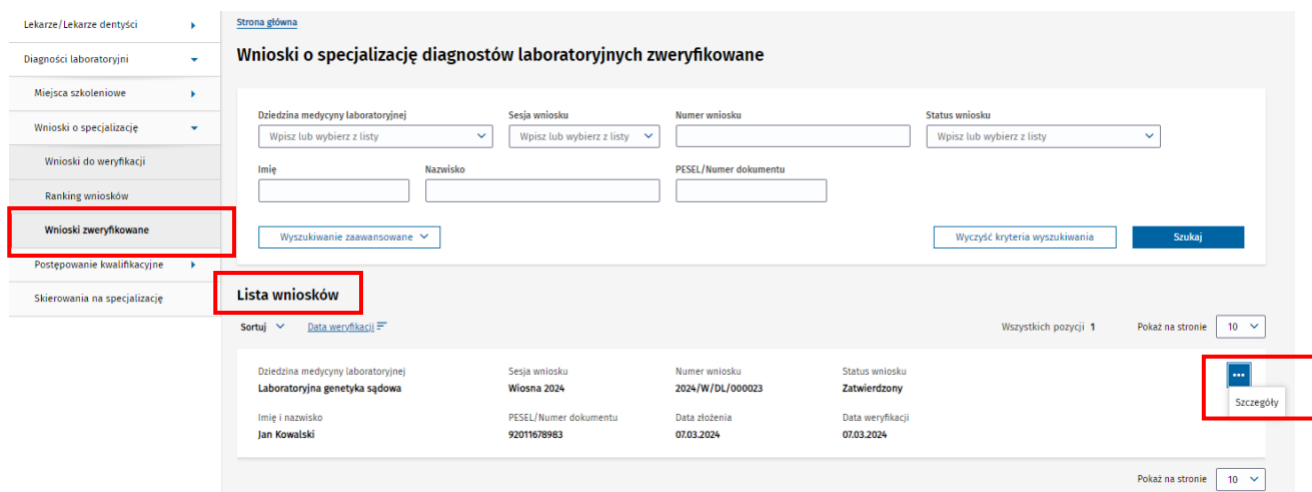 Lekarze/Lekarze dentyści
Diagności laboratoryjni
Miejsca szkoleniowe
Wnioski o specjalizację
Wnioski do weryfikacji
Ranking wniosków
Wnioski zweryfikowane
Postępowanie kwalifikacyjne
Skierowania na specjalizację
Strona główna
Wnioski o specjalizację diagnostów laboratoryjnych zweryfikowane
Dziedzina medycyny laboratoryjnej Sesja wniosku Numer wniosku Status wniosku
Wpisz lub wybierz z listy Wpisz lub wybierz z listy Wpisz lub wybierz z listy
Imię Nazwisko PESEL/Numer dokumentu
Wyszukiwanie zaawansowane Wyczyść kryteria wyszukiwania Szukaj
Lista wniosków
Sortuj Data weryfikacji Wszystkich pozycji 1 Pokaż na stronie 10
Dziedzina medycyny laboratoryjnej Sesja wniosku Numer wniosku Status wniosku
Laboratoryjna genetyka sądowa Wiosna 2024 2024/W/DL/000023 Zatwierdzony
Szczegóły
Imię i nazwisko PESEL/Numer dokumentu Data złożenia Data weryfikacji
Jan Kowalski 92011678983 07.03.2024 07.03.2024
Pokaż na stronie 10